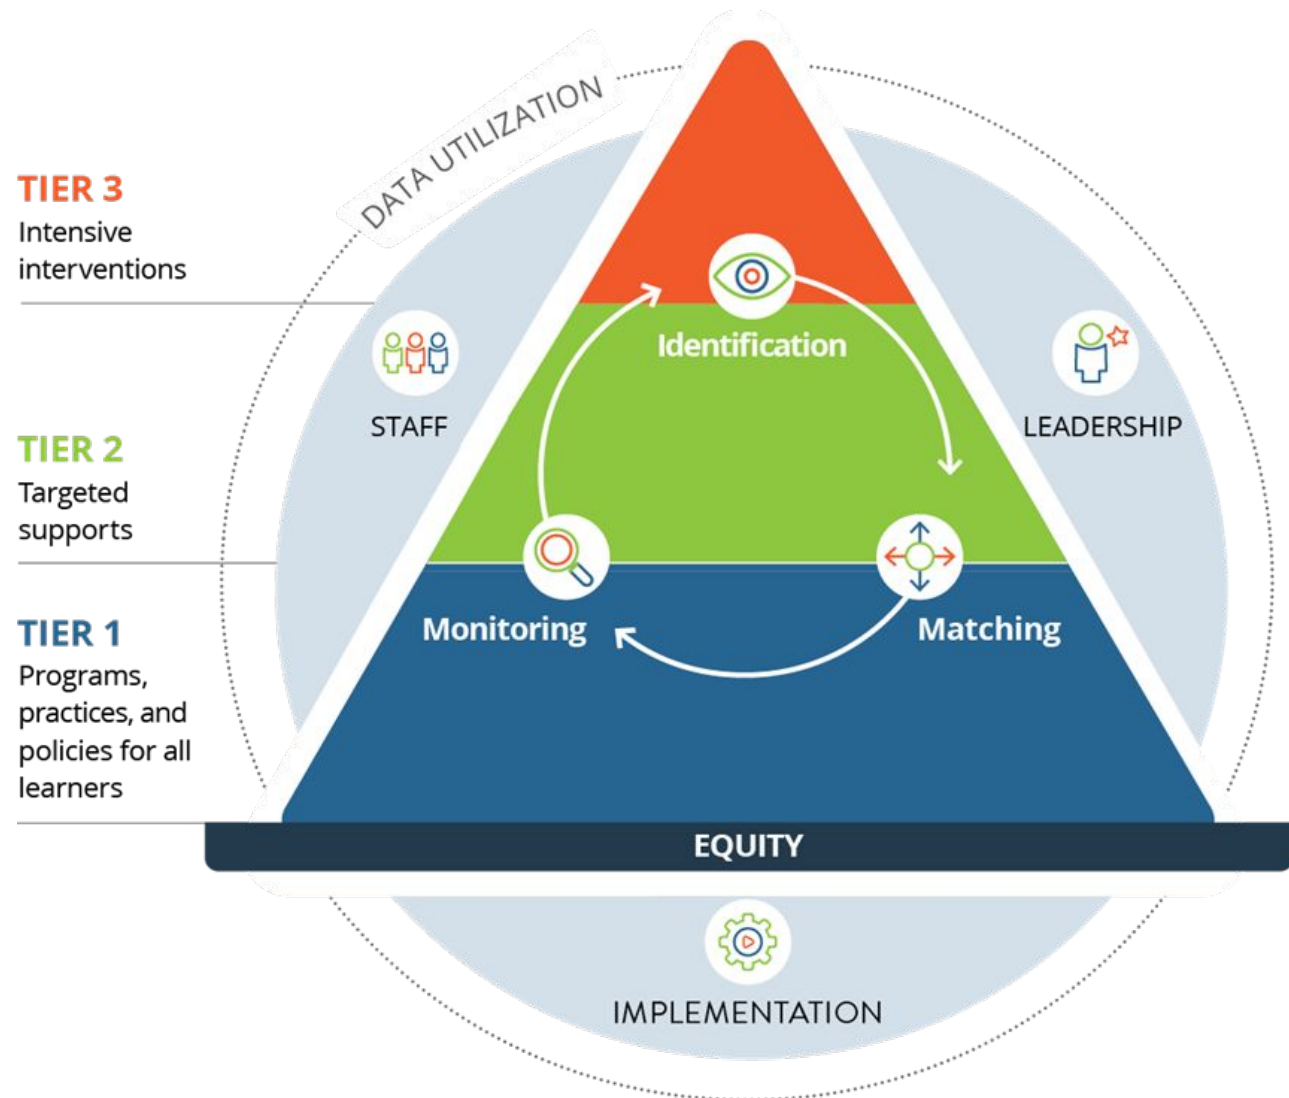 DATA UTILIZATION
TIER 3
Intensive
interventions
STAFF
LEADERSHIP
Identification
TIER 2
Targeted
supports
TIER 1
Programs,
practices, and
policies for all
learners
Monitoring
Matching
EQUITY
IMPLEMENTATION